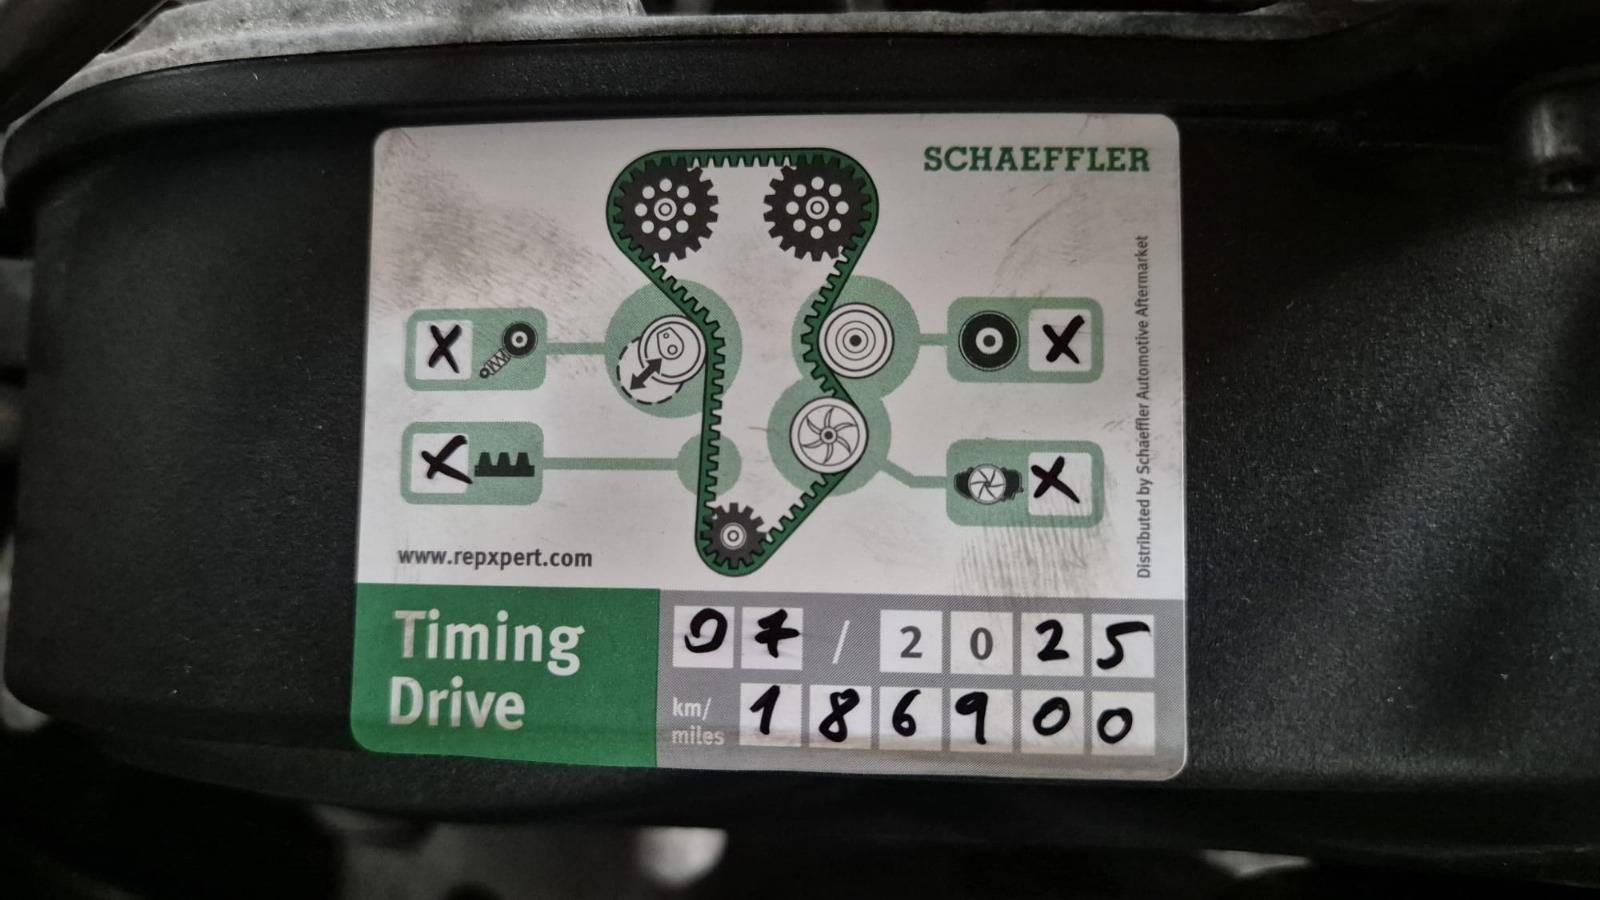 SCHAEFFLER
X
X
X
X
www.repxpert.com
Distributed by Schaeffler Automotive Aftermarket
Timing
Drive
07 / 2025
km/
miles
186900